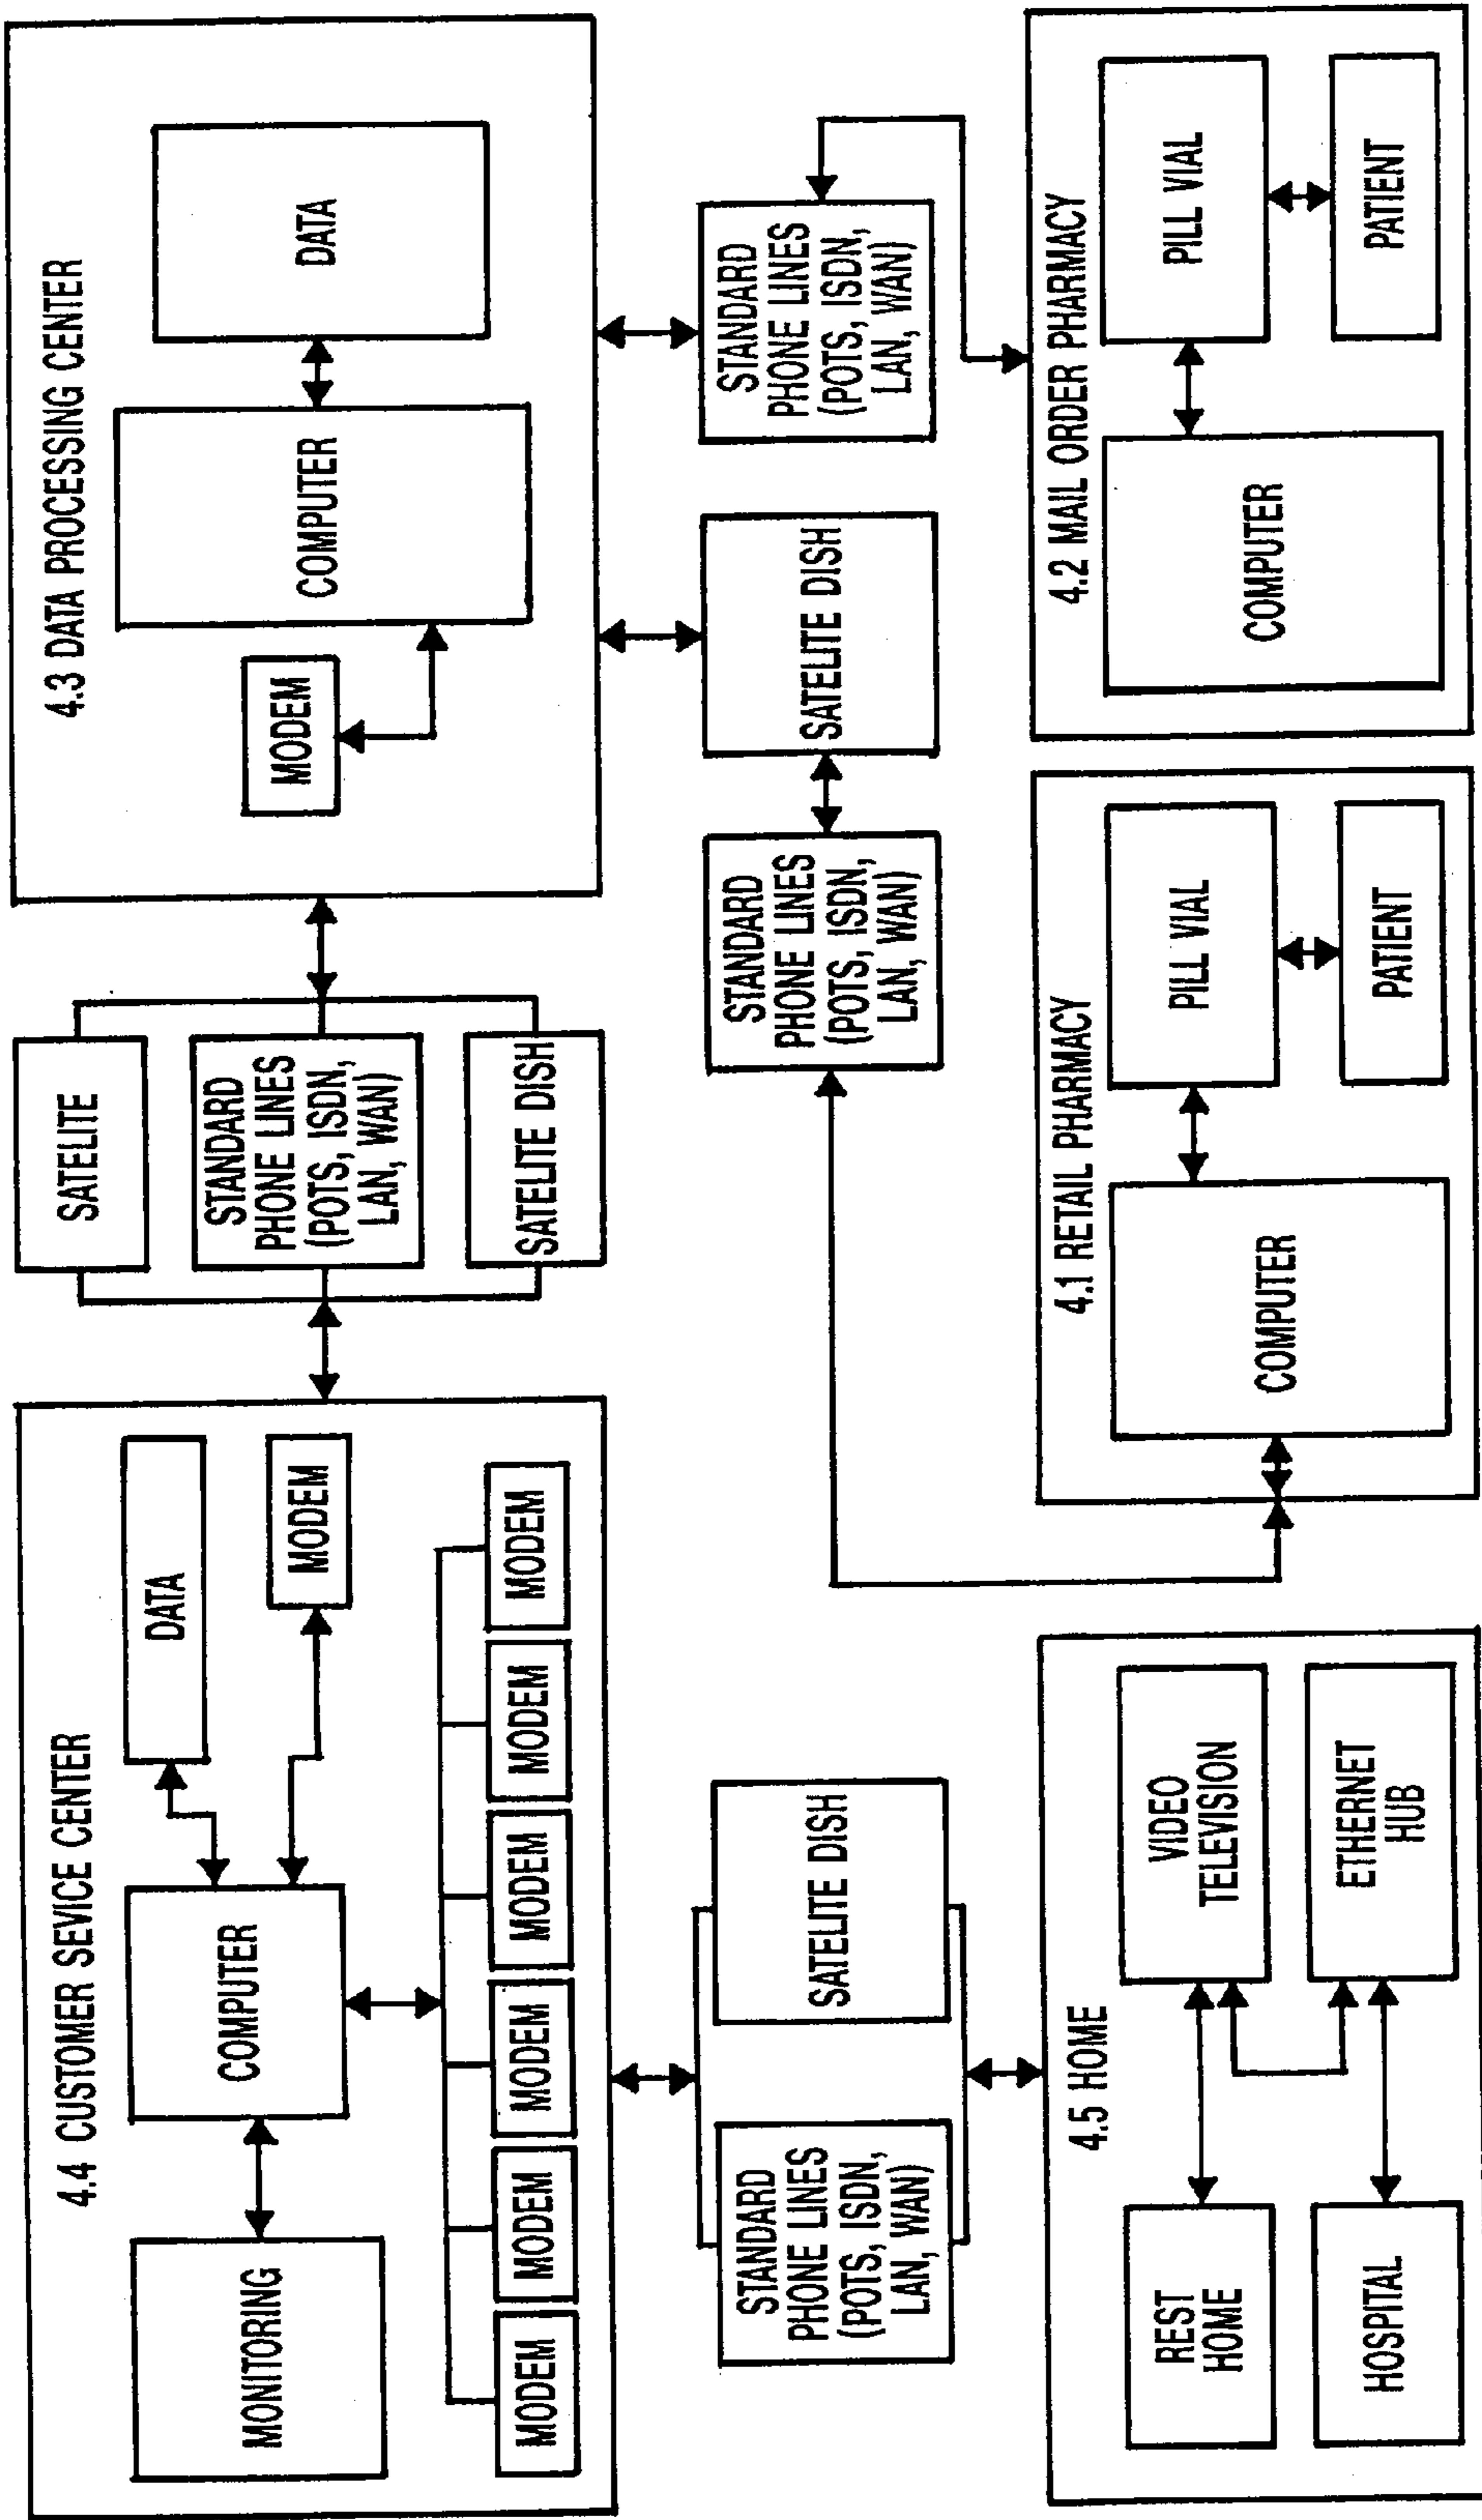 4.4 CUSTOMER SEVICE CENTER
MONITORING
COMPUTER
DATA
MODEM
MODEM
MODEM
MODEM
MODEM
MODEM
MODEM
SATELITE
STANDARD
PHONE LINES
(POTS, ISDN,
LAN, WAN)
SATELITE DISH
4.3 DATA PROCESSING CENTER
MODEM
COMPUTER
DATA
STANDARD
PHONE LINES
(POTS, ISDN,
LAN, WAN)
SATELITE DISH
STANDARD
PHONE LINES
(POTS, ISDN,
LAN, WAN)
SATELITE DISH
STANDARD
PHONE LINES
(POTS, ISDN,
LAN, WAN)
4.5 HOME
REST
HOME
VIDEO
TELEVISION
HOSPITAL
ETHERNET
HUB
4.1 RETAIL PHARMACY
COMPUTER
PILL VIAL
PATIENT
4.2 MAIL ORDER PHARMACY
COMPUTER
PILL VIAL
PATIENT